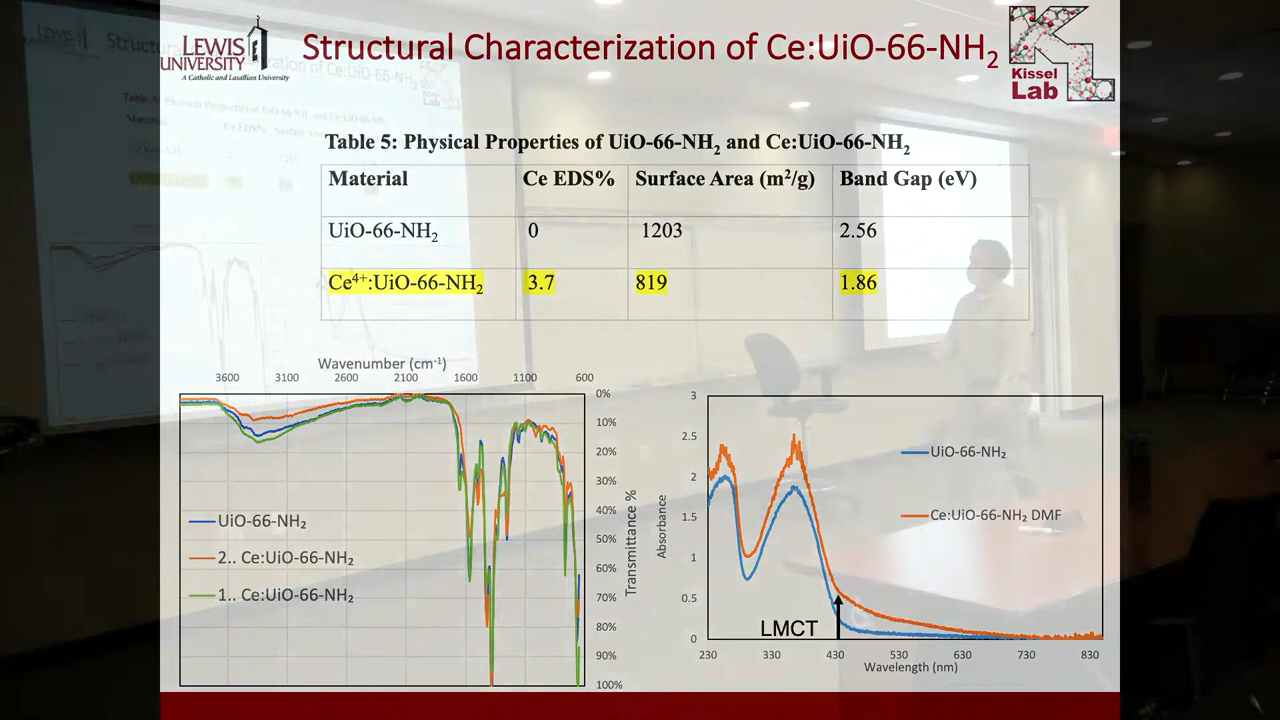 LEWIS
UNIVERSITY
A Catholic and Lasallian University
Structural Characterization of Ce:UiO-66-NH₂
Kissel
Lab
Table 5: Physical Properties of UiO-66-NH₂ and Ce:UiO-66-NH₂
Material Ce EDS% Surface Area (m²/g) Band Gap (eV)
UiO-66-NH₂ 0 1203 2.56
Ce⁴⁺:UiO-66-NH₂ 3.7 819 1.86
Wavenumber (cm⁻¹)
3600 3100 2600 2100 1600 1100 600
0%
10%
20%
30%
40%
50%
60%
70%
80%
90%
100%
Transmittance %
UiO-66-NH₂
2.. Ce:UiO-66-NH₂
1.. Ce:UiO-66-NH₂
3
2.5
2
1.5
1
0.5
0
Absorbance
UiO-66-NH₂
Ce:UiO-66-NH₂ DMF
LMCT
230 330 430 530 630 730 830
Wavelength (nm)